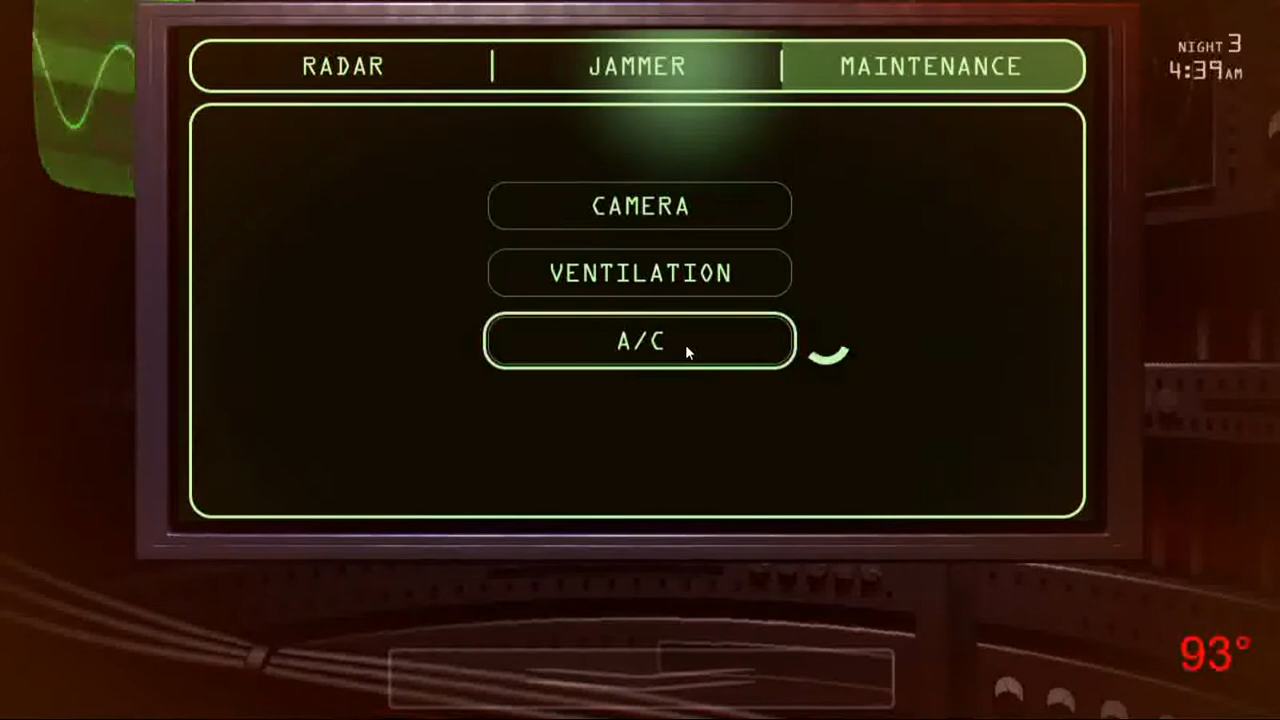 RADAR
JAMMER
MAINTENANCE
NIGHT 3
4:39AM
CAMERA
VENTILATION
A/C
93°